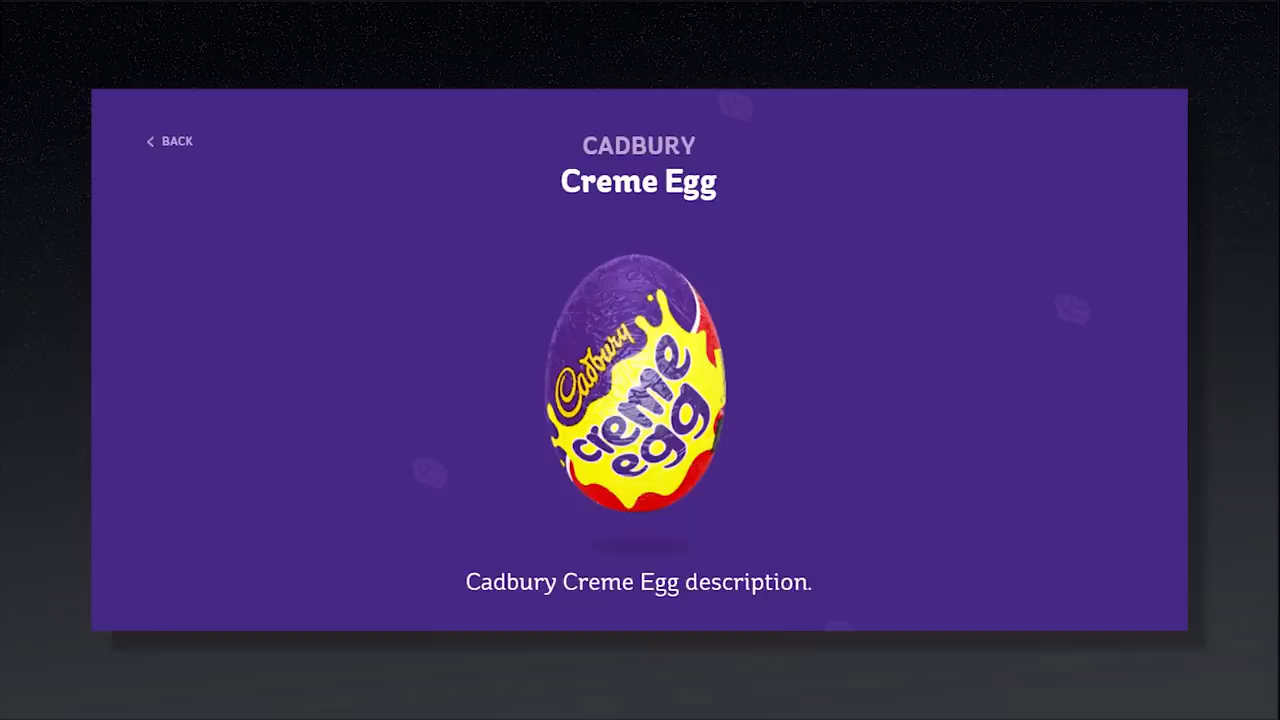 BACK
CADBURY
Creme Egg
Cadbury
creme
egg
Cadbury Creme Egg description.